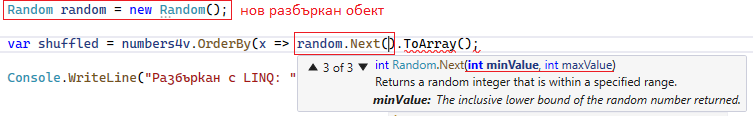 Random random = new Random(); нов разбъркан обект
var shuffled = numbers4v.OrderBy(x => random.Next().ToArray();
▲ 3 of 3 ▼ int Random.Next(int minValue, int maxValue)
Console.WriteLine("Разбъркан с LINQ: "
Returns a random integer that is within a specified range.
minValue: The inclusive lower bound of the random number returned.